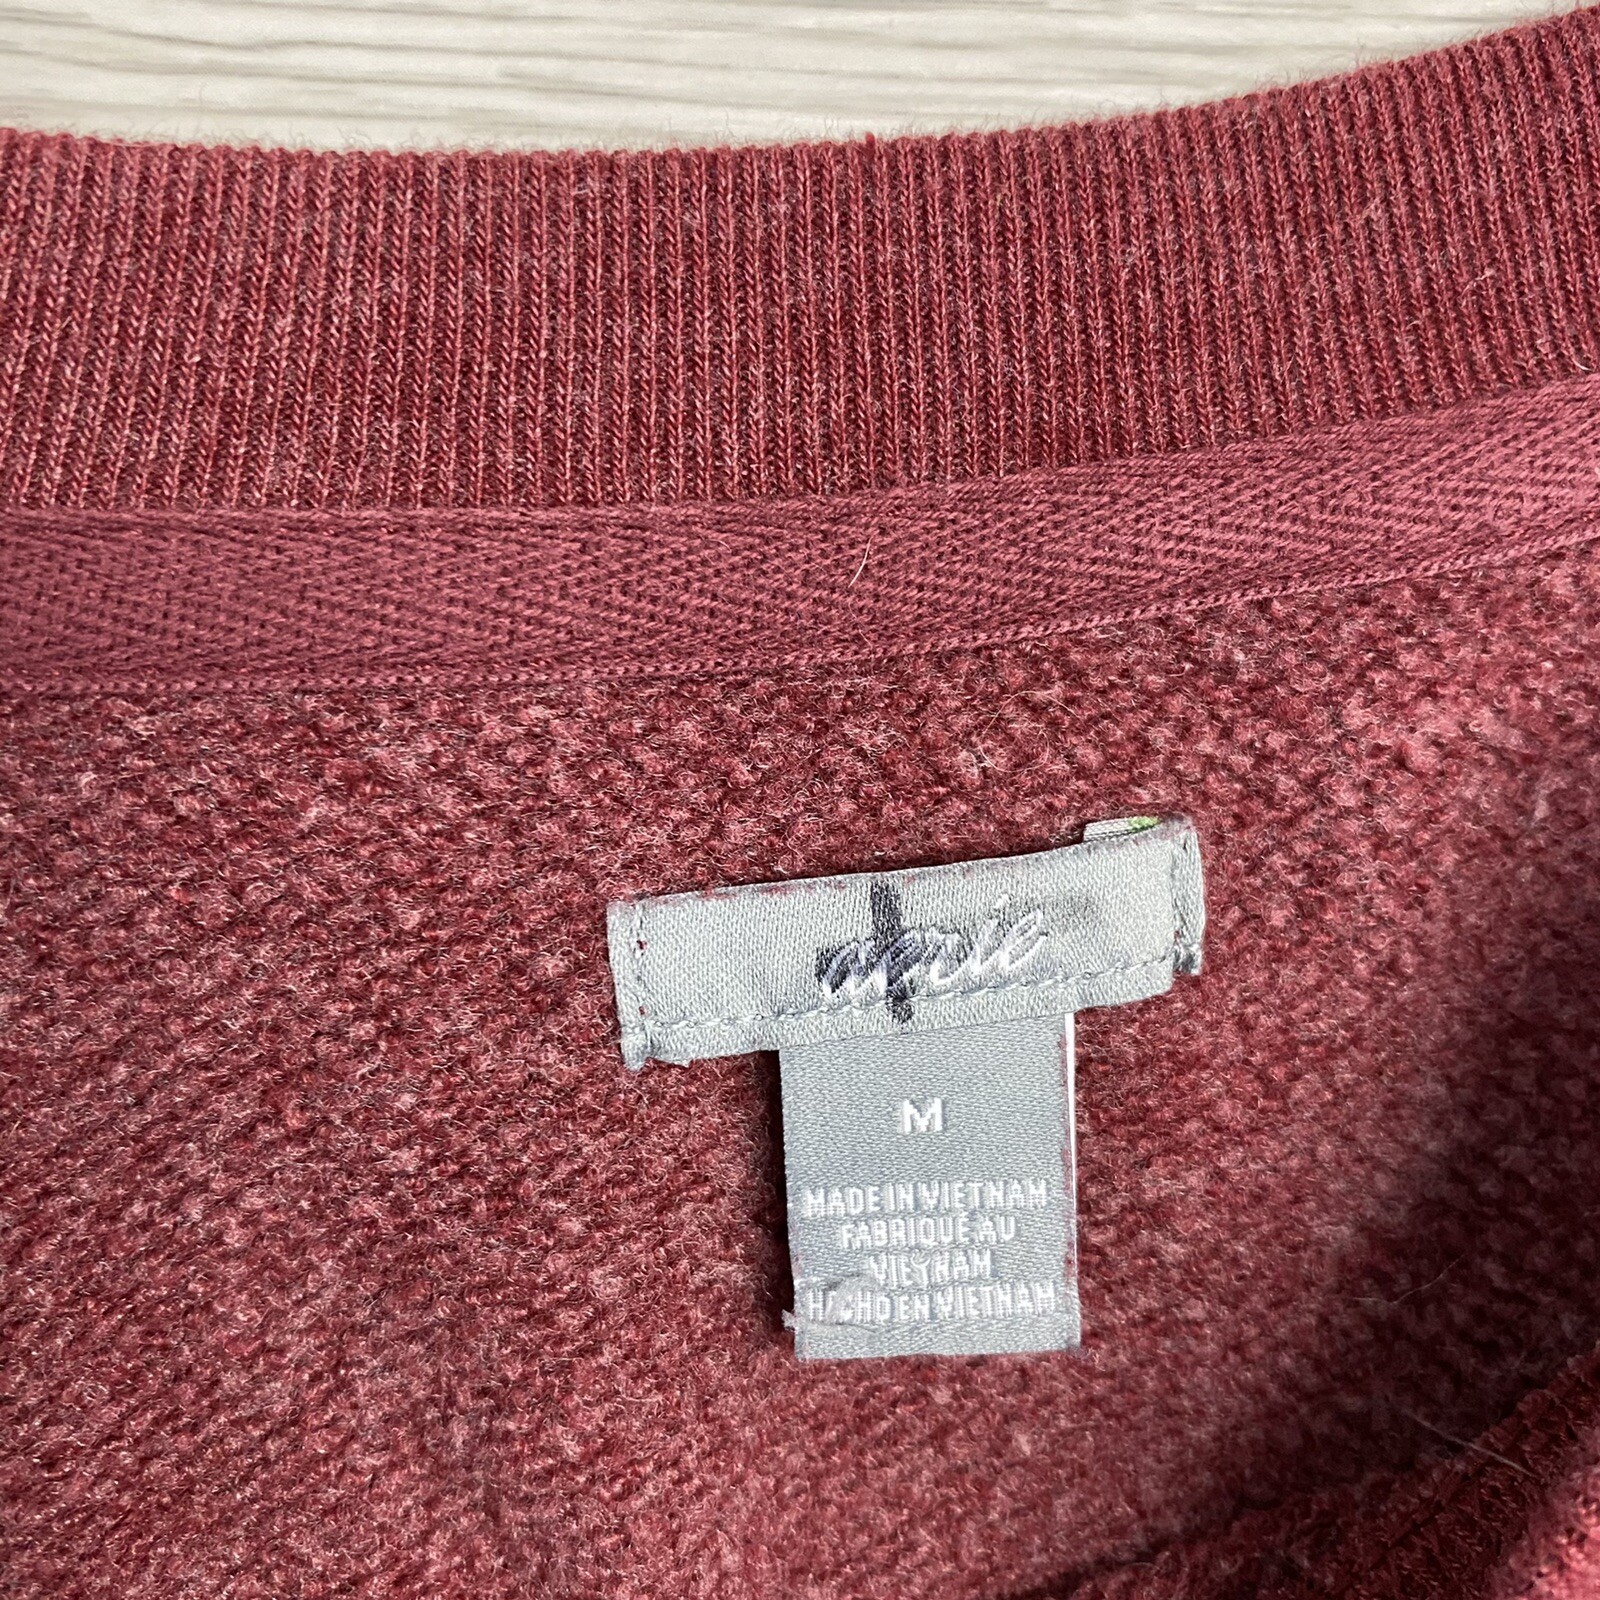 aerie
M
MADE IN VIETNAM
FABRIQUÉ AU
VIETNAM
HECHO EN VIETNAM